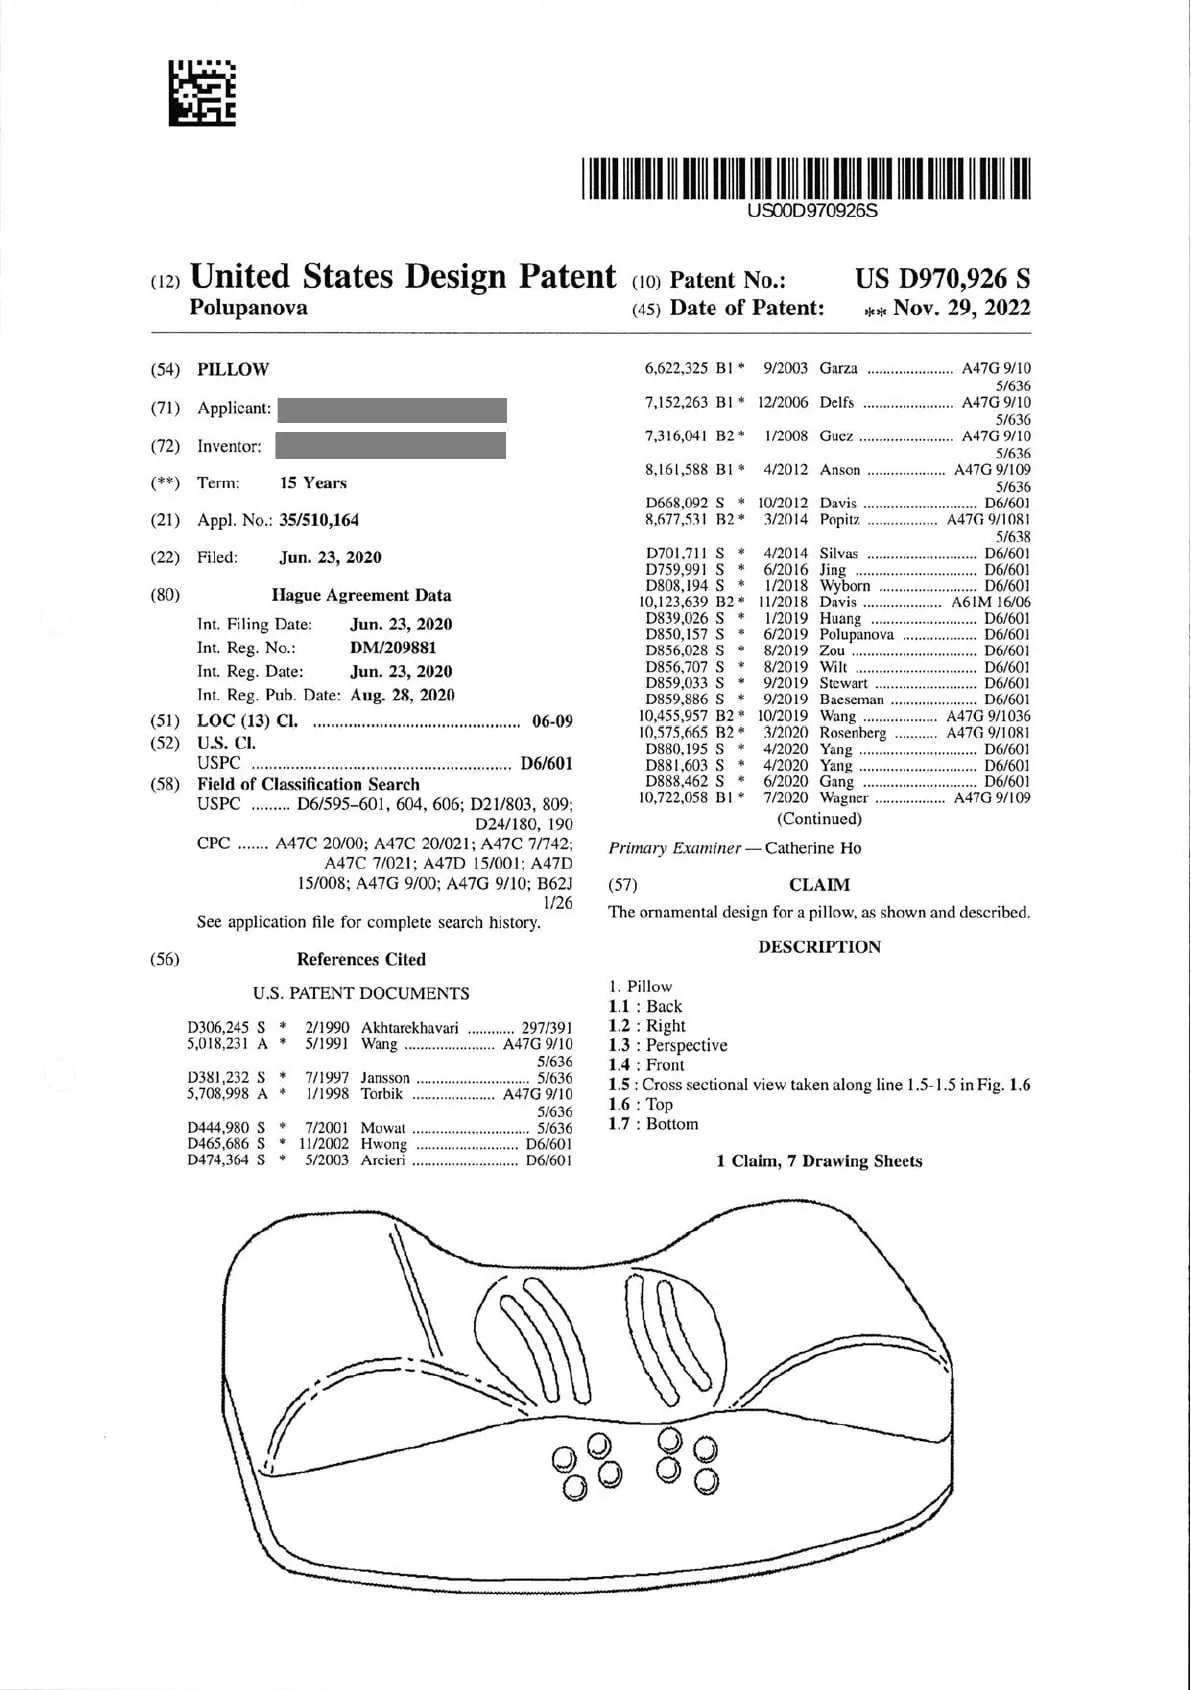 US00D970926S
(12) United States Design Patent
Polupanova
(10) Patent No.: US D970,926 S
(45) Date of Patent: ** Nov. 29, 2022
(54) PILLOW
(71) Applicant:
(72) Inventor:
(**) Term: 15 Years
(21) Appl. No.: 35/510,164
(22) Filed: Jun. 23, 2020
(80) Hague Agreement Data
Int. Filing Date: Jun. 23, 2020
Int. Reg. No.: DM/209881
Int. Reg. Date: Jun. 23, 2020
Int. Reg. Pub. Date: Aug. 28, 2020
(51) LOC (13) Cl. .............................................. 06-09
(52) U.S. Cl.
USPC ........................................................ D6/601
(58) Field of Classification Search
USPC ......... D6/595-601, 604, 606; D21/803, 809;
D24/180, 190
CPC ....... A47C 20/00; A47C 20/021; A47C 7/742;
A47C 7/021; A47D 15/001; A47D
15/008; A47G 9/00; A47G 9/10; B62J
1/26
See application file for complete search history.
(56) References Cited
U.S. PATENT DOCUMENTS
D306,245 S * 2/1990 Akhtarekhavari ............ 297/391
5,018,231 A * 5/1991 Wang ....................... A47G 9/10
5/636
D381,232 S * 7/1997 Jansson ............................. 5/636
5,708,998 A * 1/1998 Torbik ..................... A47G 9/10
5/636
D444,980 S * 7/2001 Mowat .............................. 5/636
D465,686 S * 11/2002 Hwong .......................... D6/601
D474,364 S * 5/2003 Arcieri ........................... D6/601
6,622,325 B1 * 9/2003 Garza ...................... A47G 9/10
5/636
7,152,263 B1 * 12/2006 Delfs ....................... A47G 9/10
5/636
7,316,041 B2 * 1/2008 Guez ........................ A47G 9/10
5/636
8,161,588 B1 * 4/2012 Anson .................... A47G 9/109
5/636
D668,092 S * 10/2012 Davis ............................. D6/601
8,677,531 B2 * 3/2014 Popitz .................. A47G 9/1081
5/638
D701,711 S * 4/2014 Silvas ............................ D6/601
D759,991 S * 6/2016 Jing ............................... D6/601
D808,194 S * 1/2018 Wyborn ......................... D6/601
10,123,639 B2 * 11/2018 Davis .................... A61M 16/06
D839,026 S * 1/2019 Huang ........................... D6/601
D850,157 S * 6/2019 Polupanova ................... D6/601
D856,028 S * 8/2019 Zou ................................ D6/601
D856,707 S * 8/2019 Wilt ............................... D6/601
D859,033 S * 9/2019 Stewart .......................... D6/601
D859,886 S * 9/2019 Baeseman ...................... D6/601
10,455,957 B2 * 10/2019 Wang ................... A47G 9/1036
10,575,665 B2 * 3/2020 Rosenberg ........... A47G 9/1081
D880,195 S * 4/2020 Yang .............................. D6/601
D881,603 S * 4/2020 Yang .............................. D6/601
D888,462 S * 6/2020 Gang ............................. D6/601
10,722,058 B1 * 7/2020 Wagner .................. A47G 9/109
(Continued)
Primary Examiner — Catherine Ho
(57) CLAIM
The ornamental design for a pillow, as shown and described.
DESCRIPTION
1. Pillow
1.1 : Back
1.2 : Right
1.3 : Perspective
1.4 : Front
1.5 : Cross sectional view taken along line 1.5-1.5 in Fig. 1.6
1.6 : Top
1.7 : Bottom
1 Claim, 7 Drawing Sheets